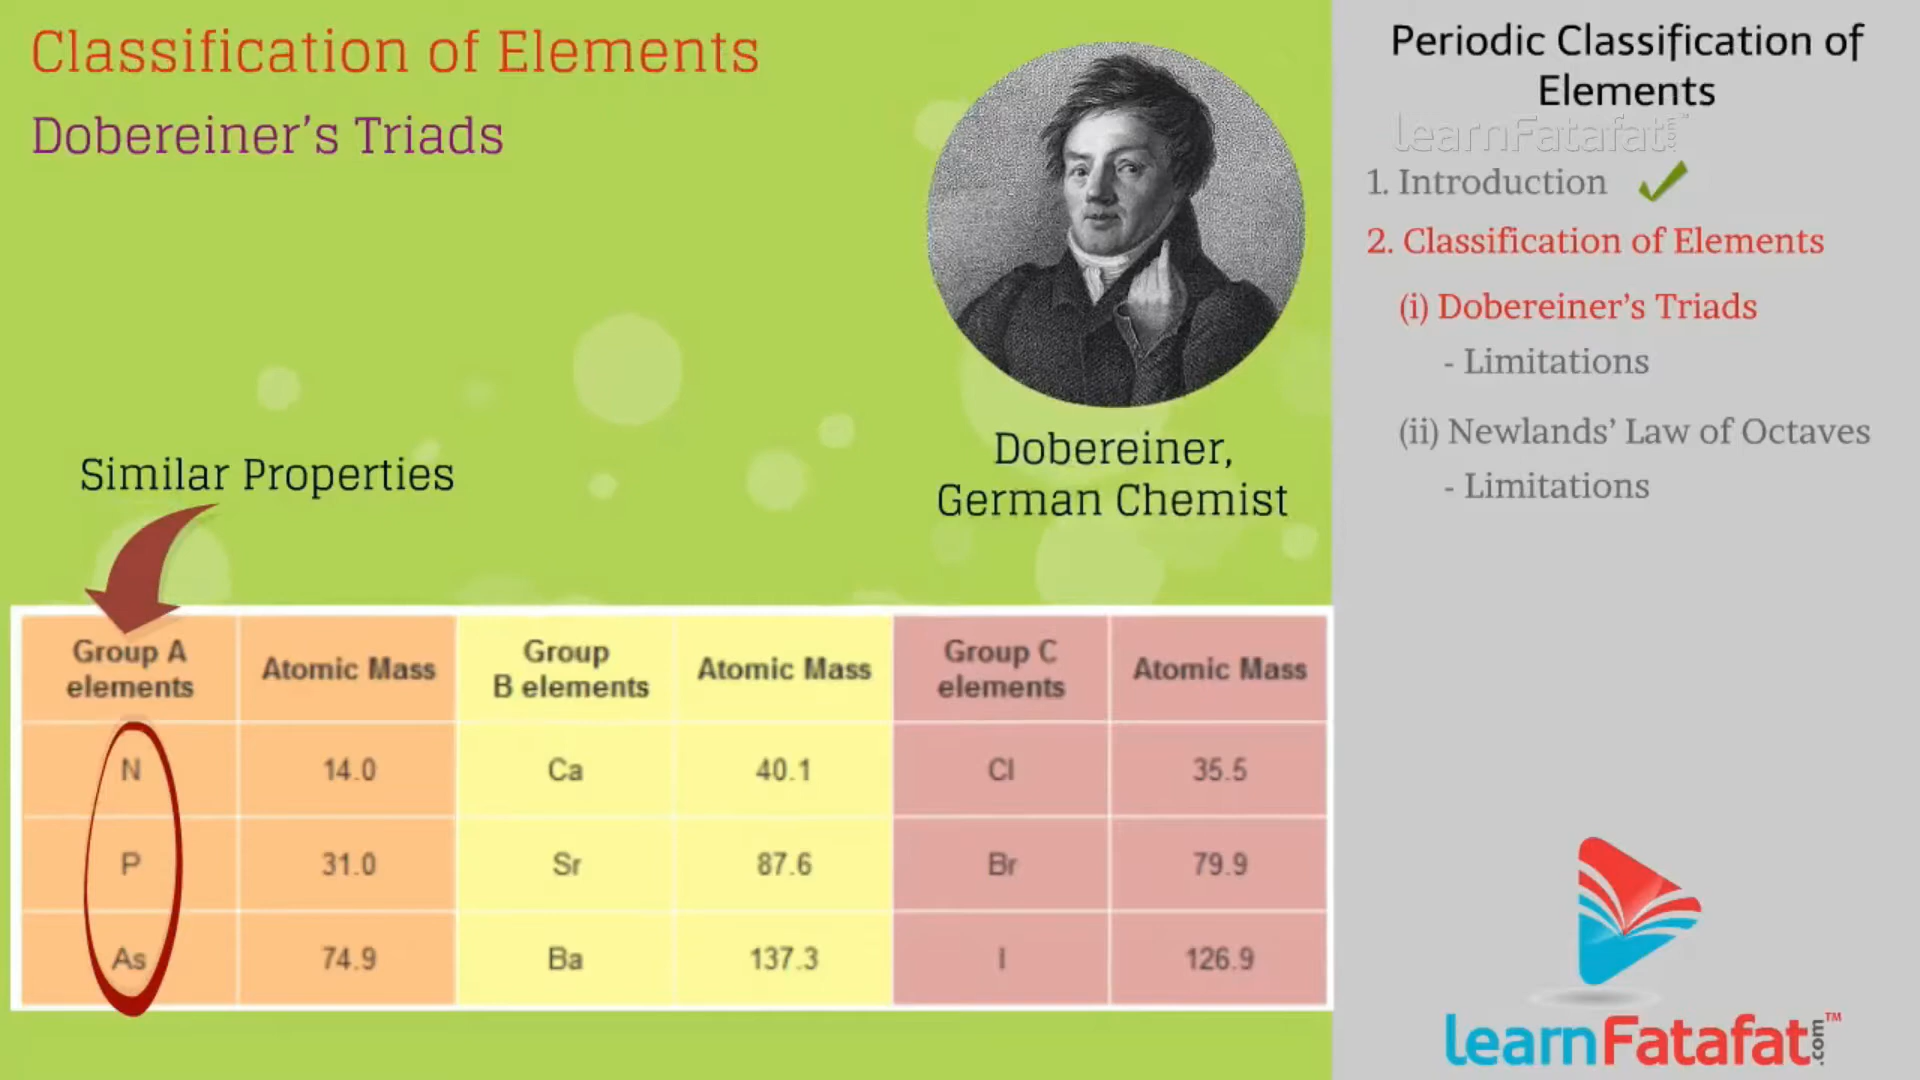 Classification of Elements
Dobereiner’s Triads
Dobereiner,
German Chemist
Similar Properties
Group A elements Atomic Mass Group B elements Atomic Mass Group C elements Atomic Mass
N 14.0 Ca 40.1 Cl 35.5
P 31.0 Sr 87.6 Br 79.9
As 74.9 Ba 137.3 I 126.9
Periodic Classification of
Elements
learnFatafat.com™
1. Introduction
2. Classification of Elements
(i) Dobereiner’s Triads
- Limitations
(ii) Newlands’ Law of Octaves
- Limitations
learnFatafat.com™